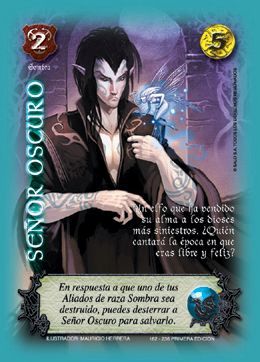 2
5
Sombra
SEÑOR OSCURO
Un elfo que ha vendido
su alma a los dioses
más siniestros. ¿Quién
cantará la época en que
eras libre y feliz?
En respuesta a que uno de tus
Aliados de raza Sombra sea
destruido, puedes desterrar a
Señor Oscuro para salvarlo.
ILUSTRADOR: MAURICIO HERRERA
162 - 236 PRIMERA EDICIÓN